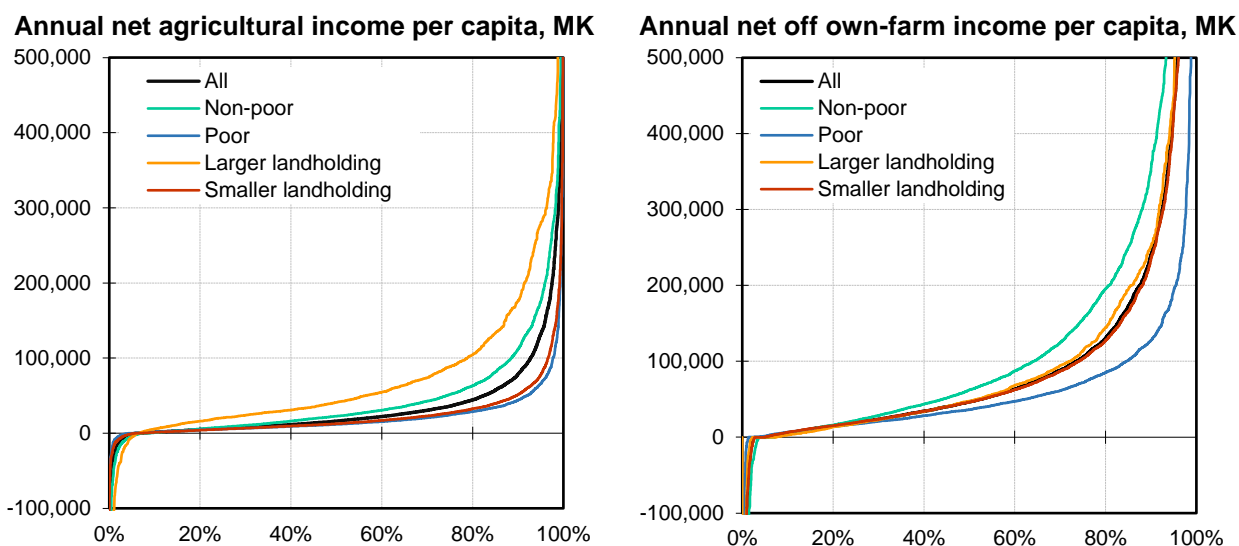 Annual net agricultural income per capita, MK
500,000
400,000
300,000
200,000
100,000
0
-100,000
0% 20% 40% 60% 80% 100%
All
Non-poor
Poor
Larger landholding
Smaller landholding
Annual net off own-farm income per capita, MK
500,000
400,000
300,000
200,000
100,000
0
-100,000
0% 20% 40% 60% 80% 100%
All
Non-poor
Poor
Larger landholding
Smaller landholding